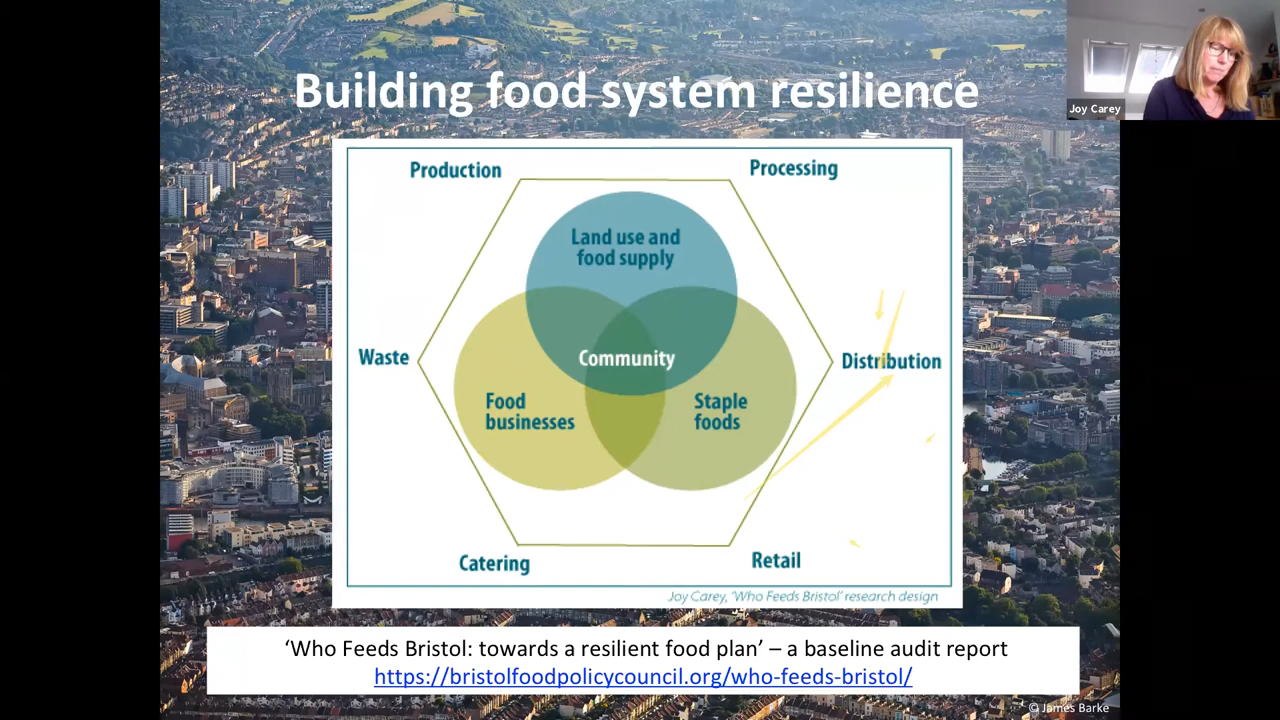 Building food system resilience
Joy Carey
Production
Processing
Land use and
food supply
Waste
Community
Distribution
Food
businesses
Staple
foods
Catering
Retail
Joy Carey, ‘Who Feeds Bristol’ research design
‘Who Feeds Bristol: towards a resilient food plan’ – a baseline audit report
https://bristolfoodpolicycouncil.org/who-feeds-bristol/
© James Barke